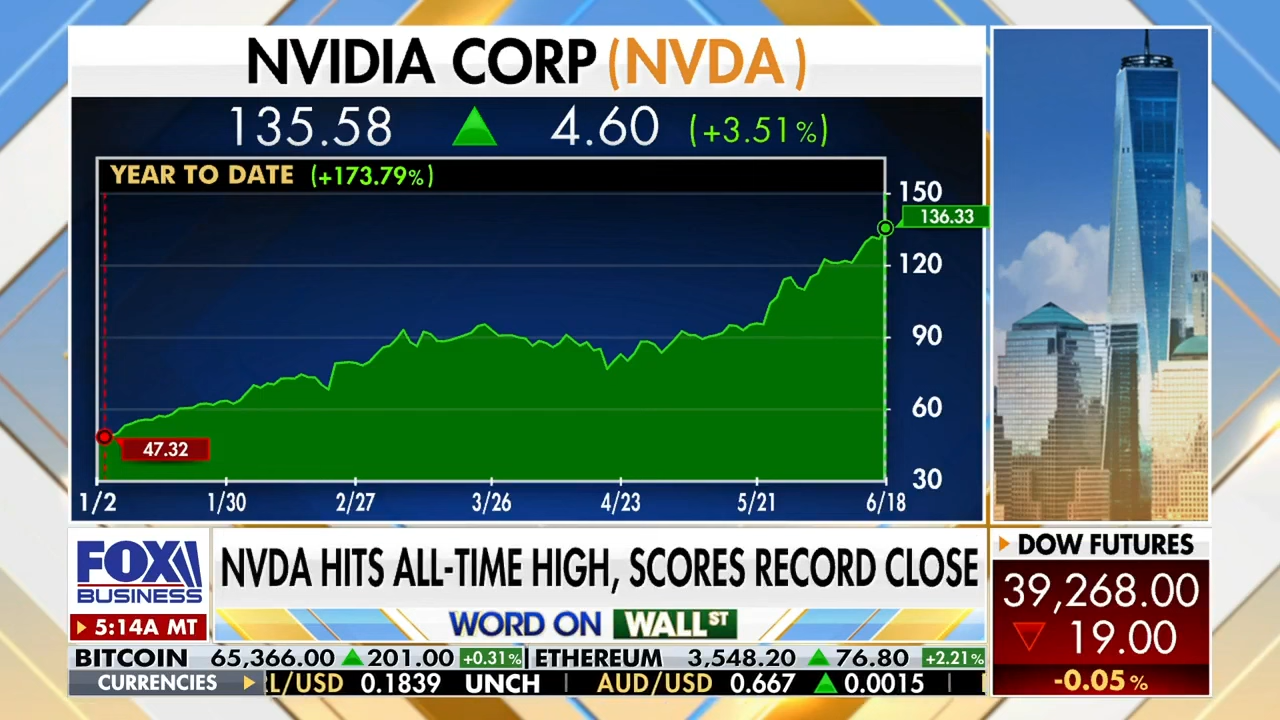 NVIDIA CORP (NVDA)
135.58 ▲ 4.60 (+3.51%)
YEAR TO DATE (+173.79%)
150
136.33
120
90
60
47.32
30
1/2 1/30 2/27 3/26 4/23 5/21 6/18
FOX BUSINESS
5:14A MT
NVDA HITS ALL-TIME HIGH, SCORES RECORD CLOSE
WORD ON WALL ST
DOW FUTURES
39,268.00
▽ 19.00
-0.05%
BITCOIN 65,366.00 ▲ 201.00 +0.31% ETHEREUM 3,548.20 ▲ 76.80 +2.21%
CURRENCIES L/USD 0.1839 UNCH | AUD/USD 0.667 ▲ 0.0015 |